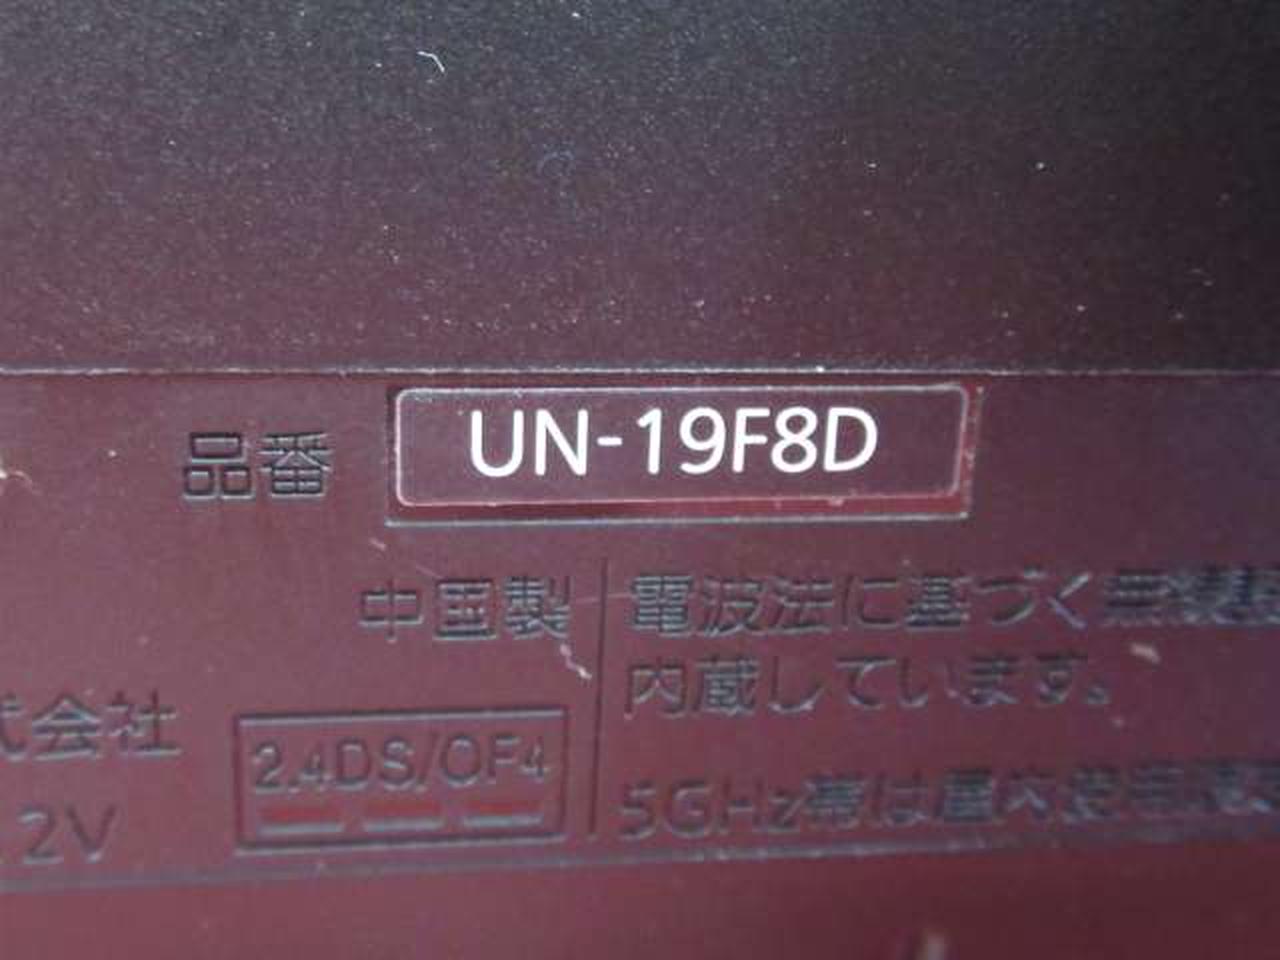 品番 UN-19F8D
中国製
電波法に基づく無線設
内蔵しています。
式会社
2.4DS/OF4
2V
5GHz帯は屋内使用限